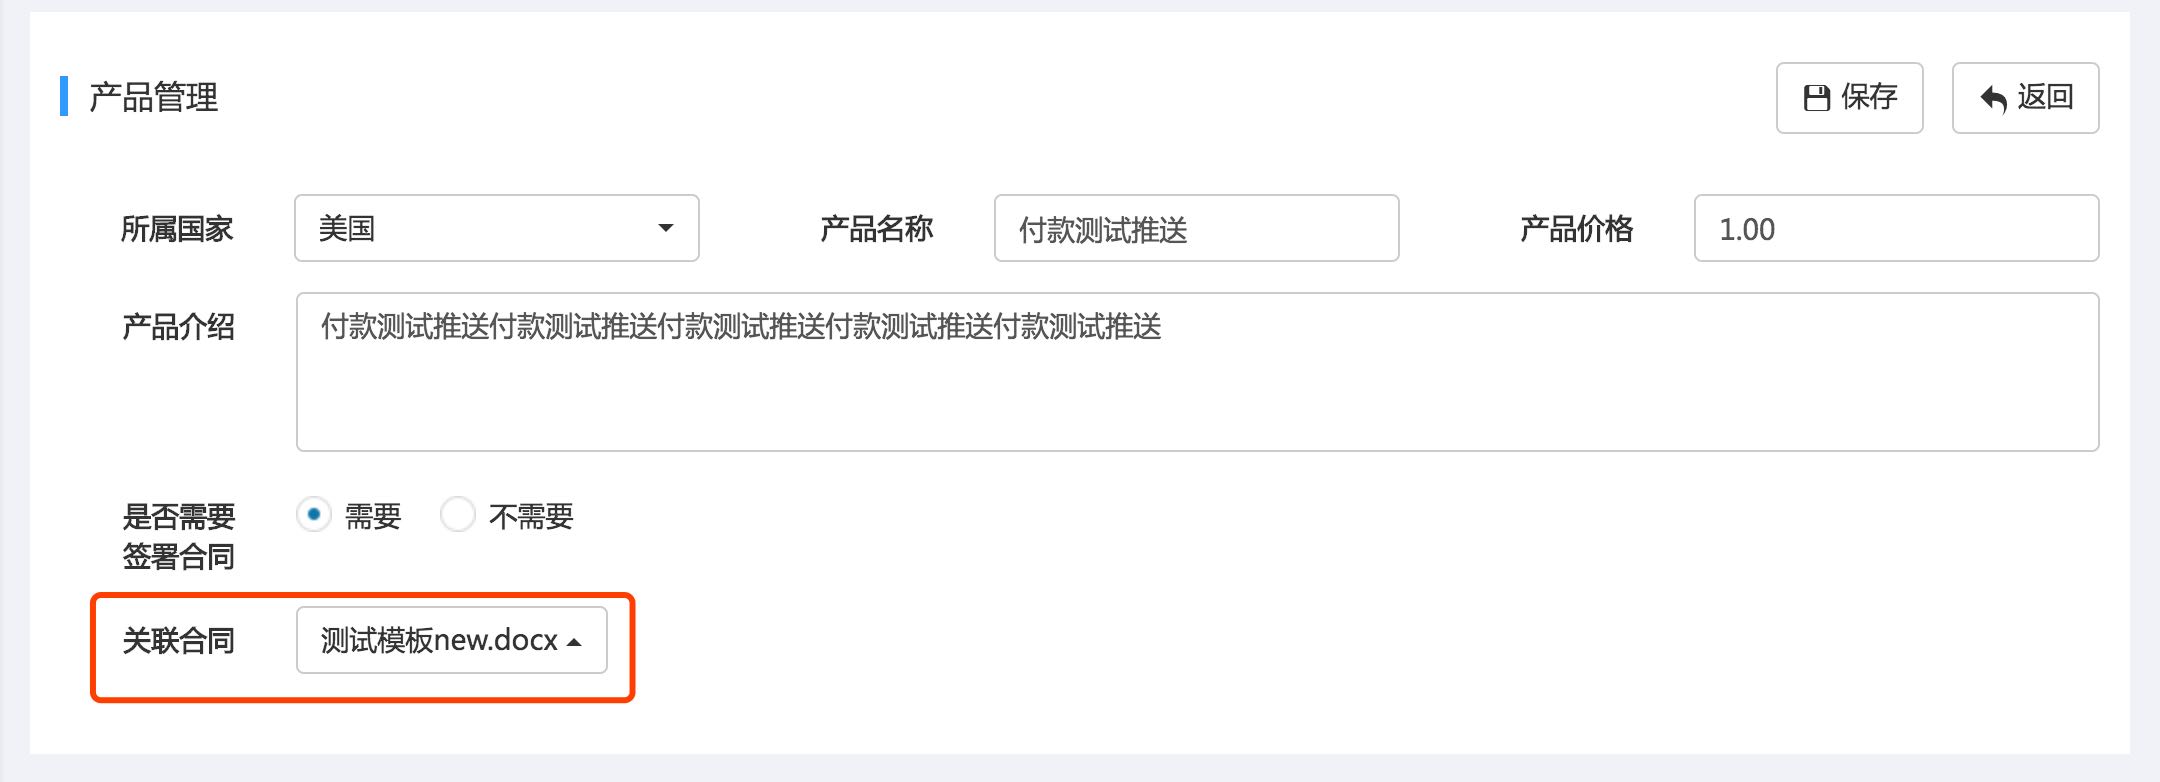 产品管理
保存
返回
所属国家 美国 产品名称 付款测试推送 产品价格 1.00
产品介绍 付款测试推送付款测试推送付款测试推送付款测试推送付款测试推送
是否需要 需要 不需要
签署合同
关联合同 测试模板new.docx